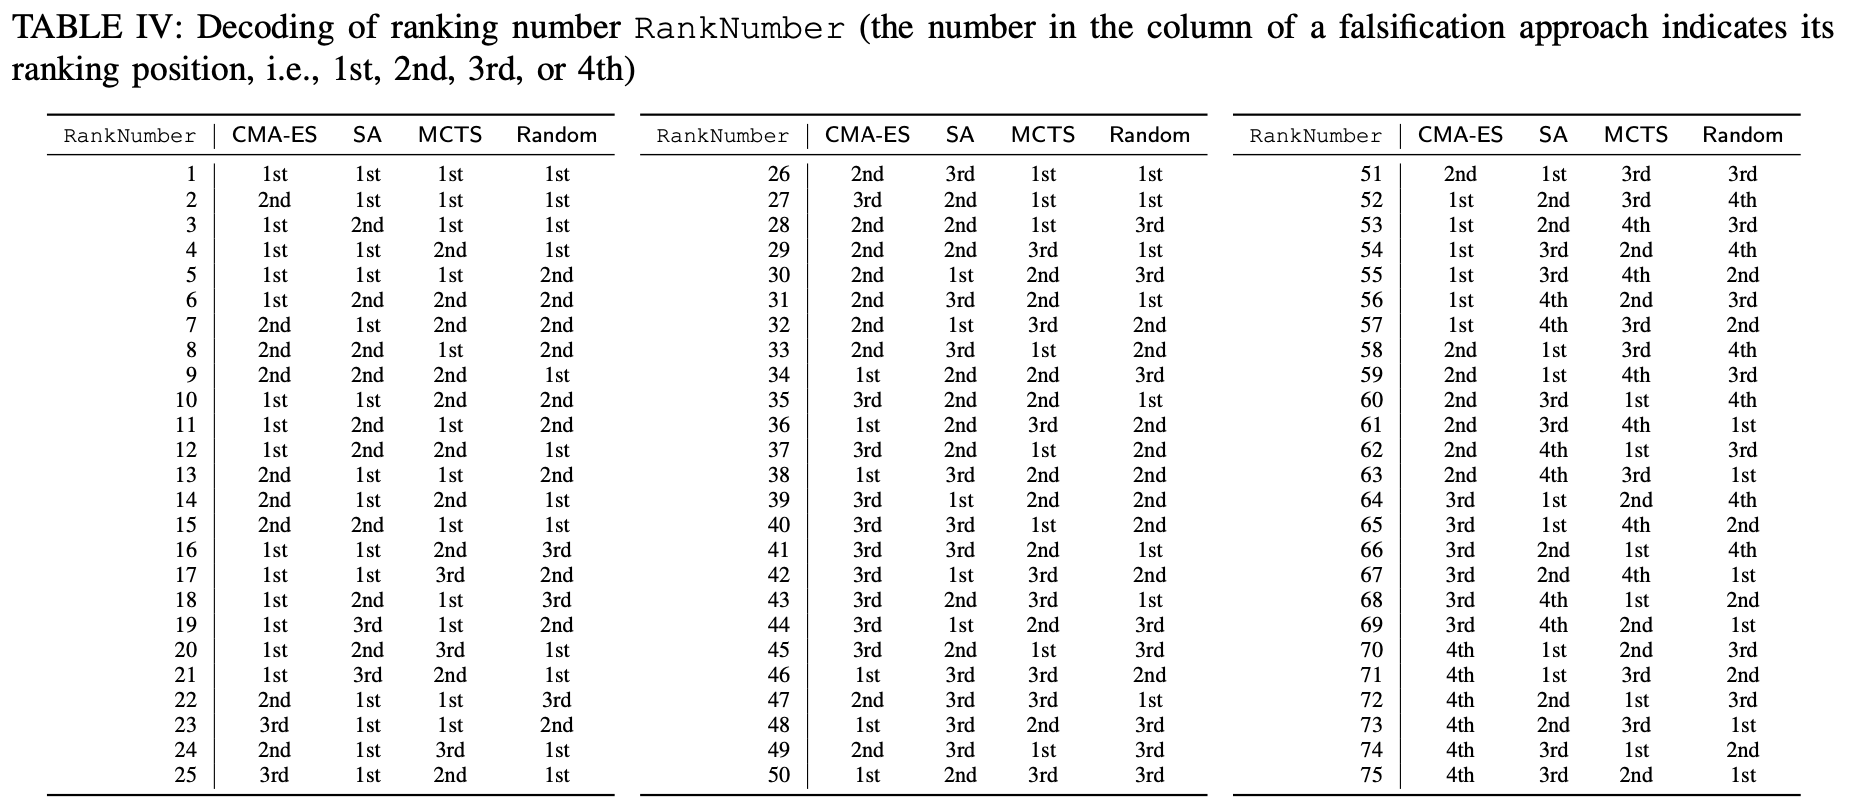 TABLE IV: Decoding of ranking number RankNumber (the number in the column of a falsification approach indicates its
ranking position, i.e., 1st, 2nd, 3rd, or 4th)
RankNumber CMA-ES SA MCTS Random RankNumber CMA-ES SA MCTS Random RankNumber CMA-ES SA MCTS Random
1 1st 1st 1st 1st 26 2nd 3rd 1st 1st 51 2nd 1st 3rd 3rd
2 2nd 1st 1st 1st 27 3rd 2nd 1st 1st 52 1st 2nd 3rd 4th
3 1st 2nd 1st 1st 28 2nd 2nd 1st 3rd 53 1st 2nd 4th 3rd
4 1st 1st 2nd 1st 29 2nd 2nd 3rd 1st 54 1st 3rd 2nd 4th
5 1st 1st 1st 2nd 30 2nd 1st 2nd 3rd 55 1st 3rd 4th 2nd
6 1st 2nd 2nd 2nd 31 2nd 3rd 2nd 1st 56 1st 4th 2nd 3rd
7 2nd 1st 2nd 2nd 32 2nd 1st 3rd 2nd 57 1st 4th 3rd 2nd
8 2nd 2nd 1st 2nd 33 2nd 3rd 1st 2nd 58 2nd 1st 3rd 4th
9 2nd 2nd 2nd 1st 34 1st 2nd 2nd 3rd 59 2nd 1st 4th 3rd
10 1st 1st 2nd 2nd 35 3rd 2nd 2nd 1st 60 2nd 3rd 1st 4th
11 1st 2nd 1st 2nd 36 1st 2nd 3rd 2nd 61 2nd 3rd 4th 1st
12 1st 2nd 2nd 1st 37 3rd 2nd 1st 2nd 62 2nd 4th 1st 3rd
13 2nd 1st 1st 2nd 38 1st 3rd 2nd 2nd 63 2nd 4th 3rd 1st
14 2nd 1st 2nd 1st 39 3rd 1st 2nd 2nd 64 3rd 1st 2nd 4th
15 2nd 2nd 1st 1st 40 3rd 3rd 1st 2nd 65 3rd 1st 4th 2nd
16 1st 1st 2nd 3rd 41 3rd 3rd 2nd 1st 66 3rd 2nd 1st 4th
17 1st 1st 3rd 2nd 42 3rd 1st 3rd 2nd 67 3rd 2nd 4th 1st
18 1st 2nd 1st 3rd 43 3rd 2nd 3rd 1st 68 3rd 4th 1st 2nd
19 1st 3rd 1st 2nd 44 3rd 1st 2nd 3rd 69 3rd 4th 2nd 1st
20 1st 2nd 3rd 1st 45 3rd 2nd 1st 3rd 70 4th 1st 2nd 3rd
21 1st 3rd 2nd 1st 46 1st 3rd 3rd 2nd 71 4th 1st 3rd 2nd
22 2nd 1st 1st 3rd 47 2nd 3rd 3rd 1st 72 4th 2nd 1st 3rd
23 3rd 1st 1st 2nd 48 1st 3rd 2nd 3rd 73 4th 2nd 3rd 1st
24 2nd 1st 3rd 1st 49 2nd 3rd 1st 3rd 74 4th 3rd 1st 2nd
25 3rd 1st 2nd 1st 50 1st 2nd 3rd 3rd 75 4th 3rd 2nd 1st